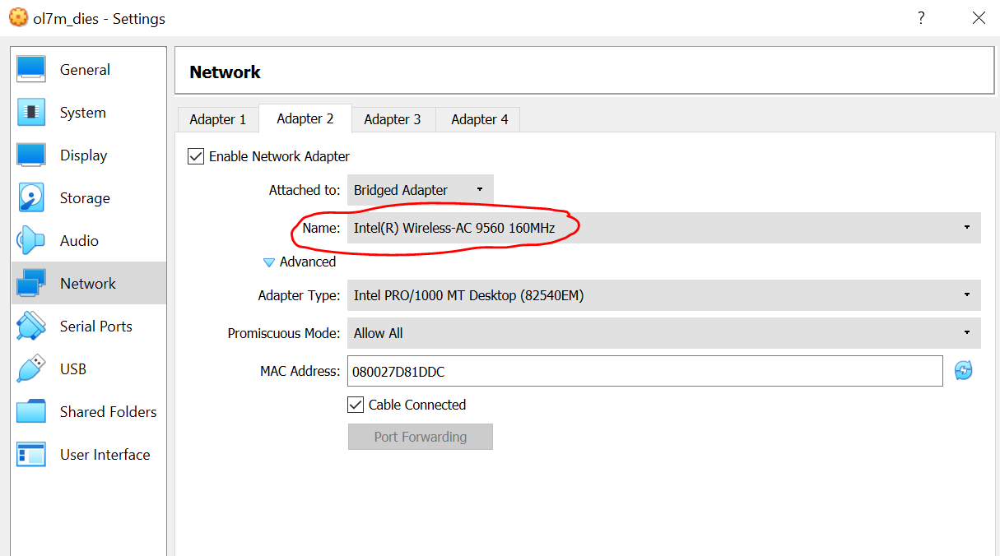 ol7m_dies - Settings ?
General
System
Display
Storage
Audio
Network
Serial Ports
USB
Shared Folders
User Interface
Network
Adapter 1 Adapter 2 Adapter 3 Adapter 4
Enable Network Adapter
Attached to: Bridged Adapter
Name: Intel(R) Wireless-AC 9560 160MHz
Advanced
Adapter Type: Intel PRO/1000 MT Desktop (82540EM)
Promiscuous Mode: Allow All
MAC Address: 080027D81DDC
Cable Connected
Port Forwarding